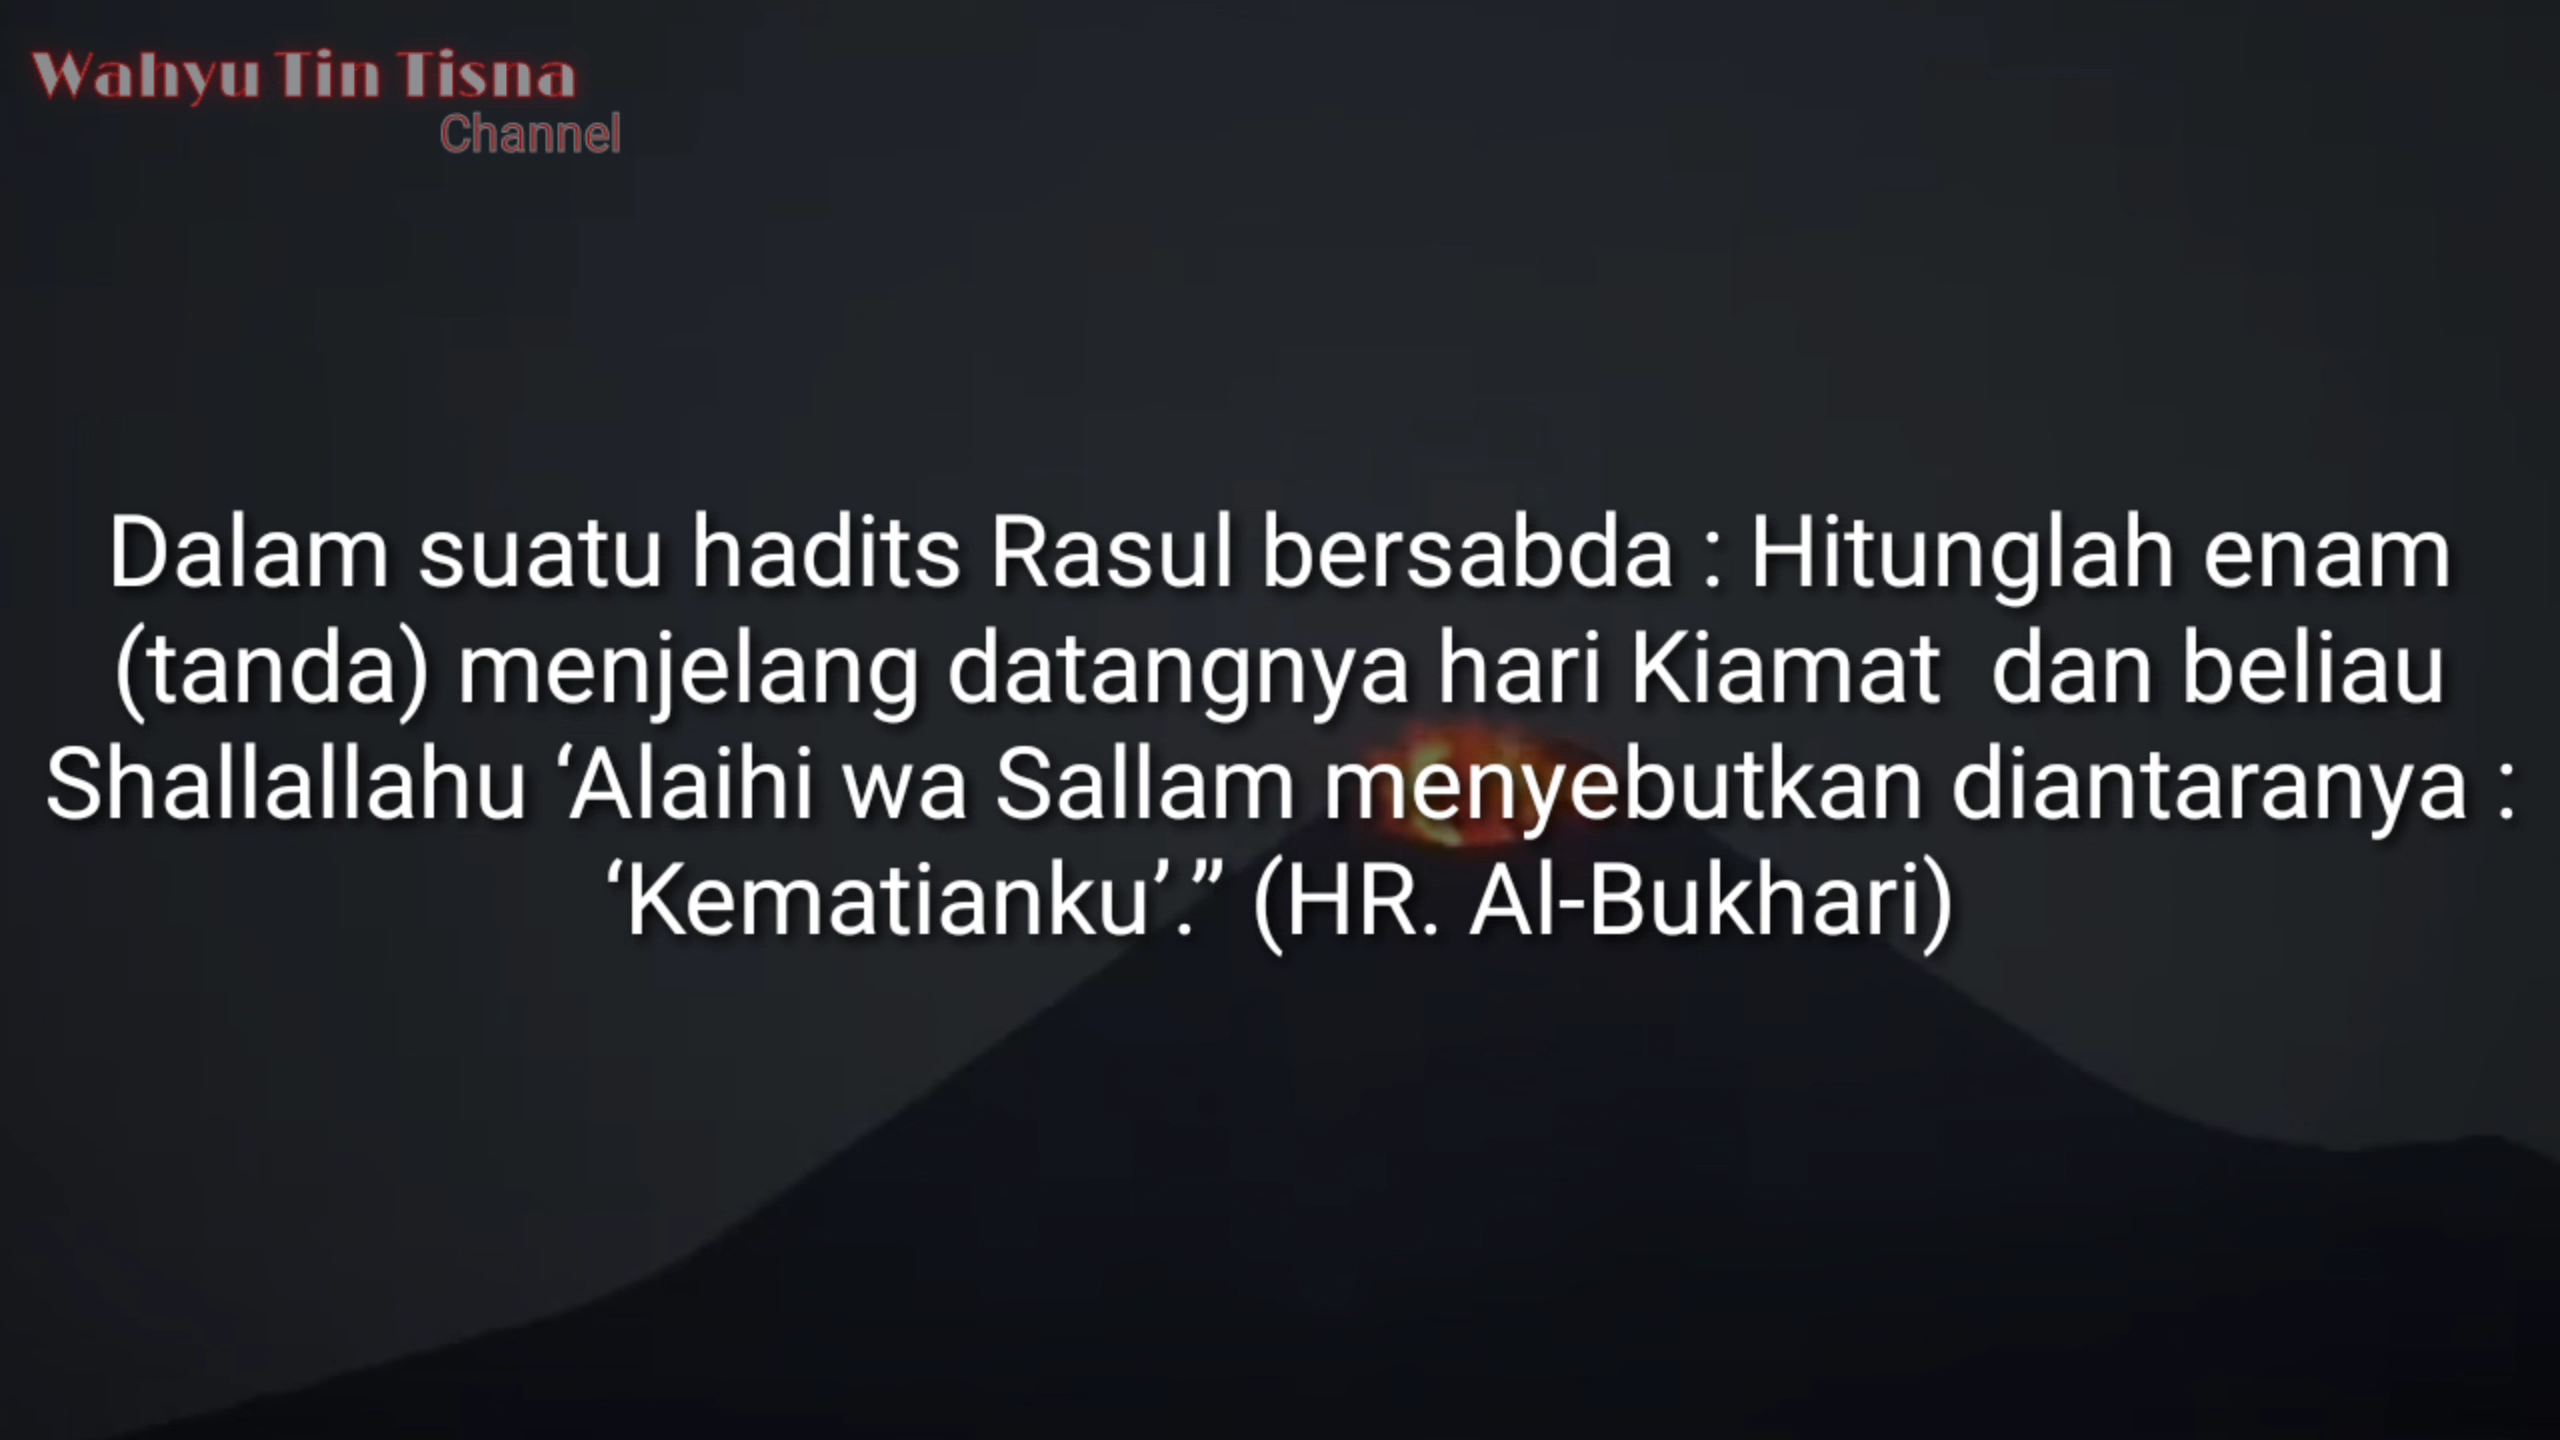 Wahyu Tin Tisna
Channel
Dalam suatu hadits Rasul bersabda : Hitunglah enam
(tanda) menjelang datangnya hari Kiamat  dan beliau
Shallallahu ‘Alaihi wa Sallam menyebutkan diantaranya :
‘Kematianku’.” (HR. Al-Bukhari)